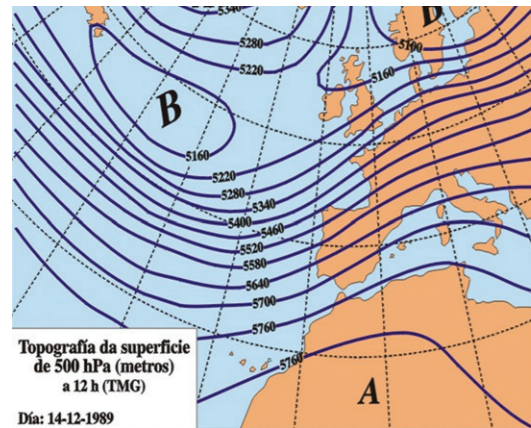 5340
5280
5220
B
5100
5160
B
5160
5220
5280
5340
5400
5460
5520
5580
5640
5700
5760
5760
A
Topografía da superficie
de 500 hPa (metros)
a 12 h (TMG)
Día: 14-12-1989